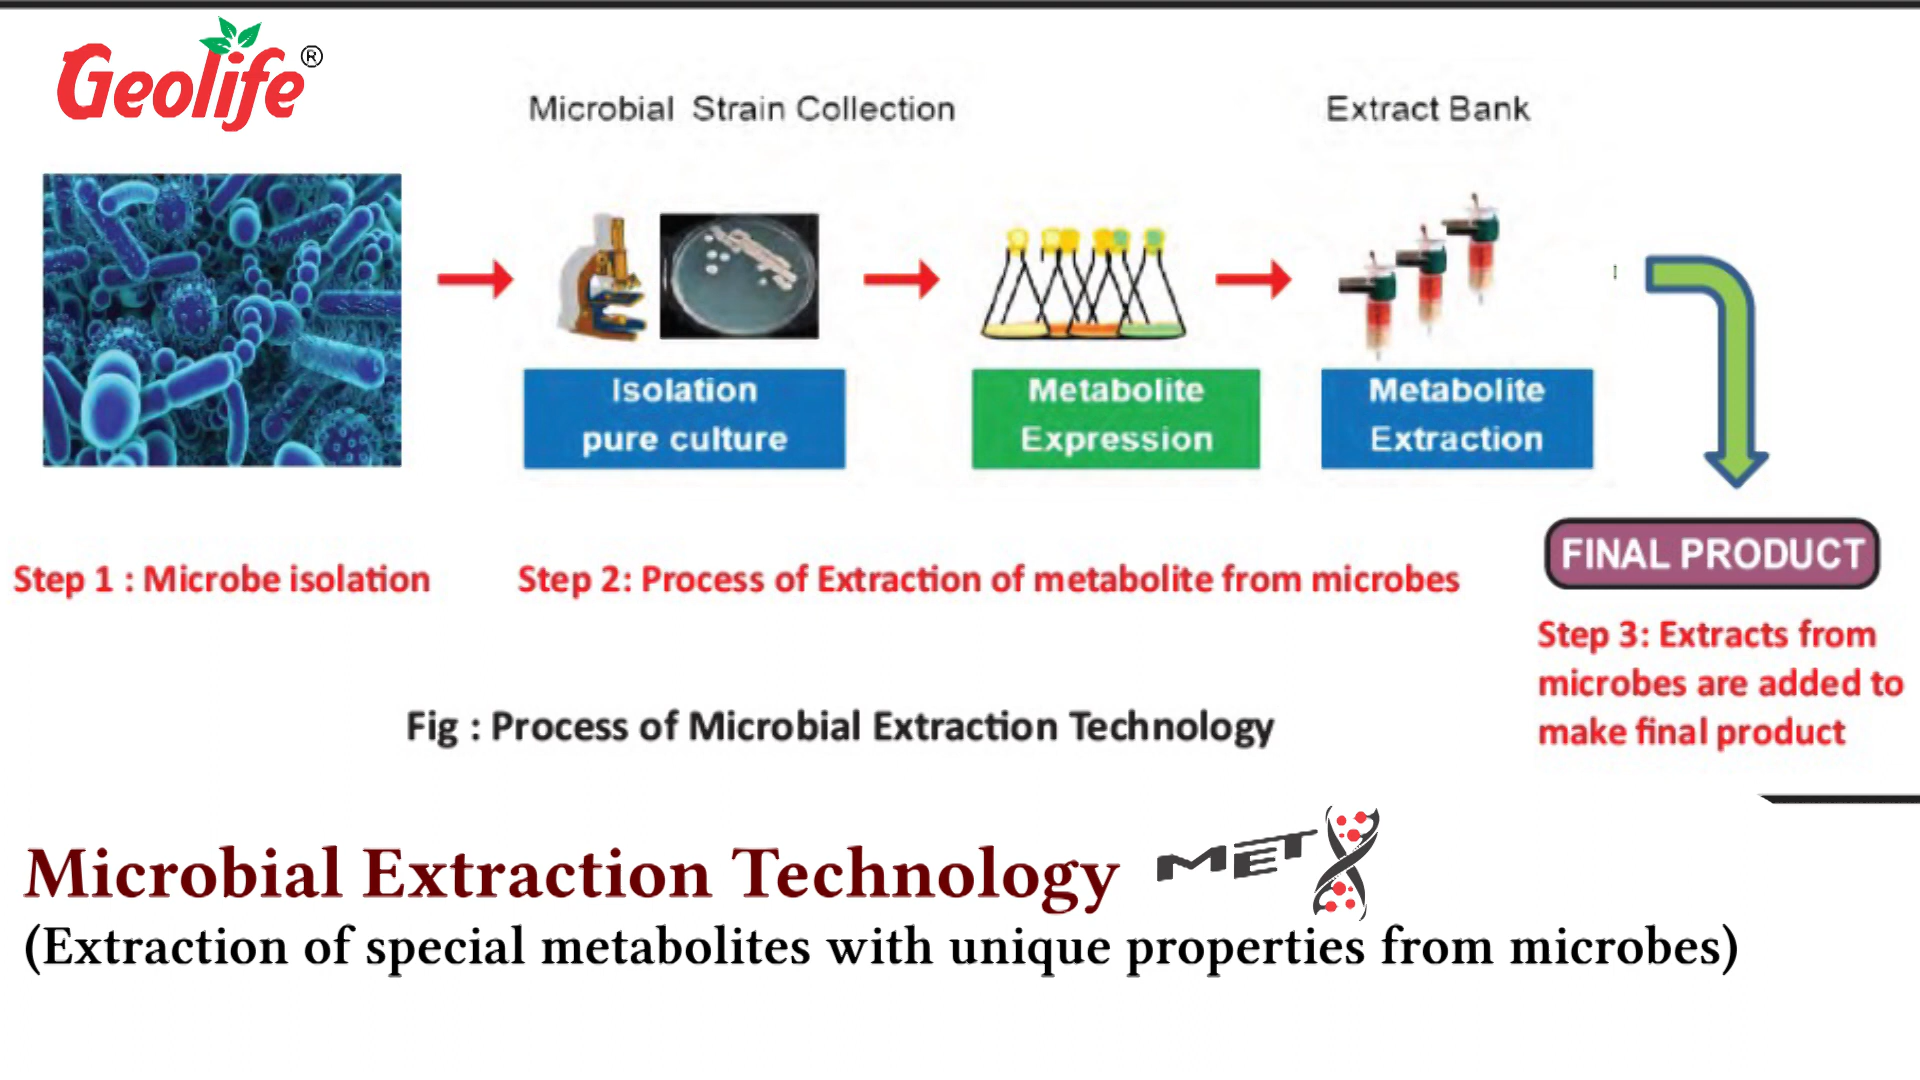 Geolife®
Microbial Strain Collection
Extract Bank
Isolation
pure culture
Metabolite
Expression
Metabolite
Extraction
FINAL PRODUCT
Step 1 : Microbe isolation
Step 2: Process of Extraction of metabolite from microbes
Step 3: Extracts from
microbes are added to
make final product
Fig : Process of Microbial Extraction Technology
Microbial Extraction Technology MET X
(Extraction of special metabolites with unique properties from microbes)